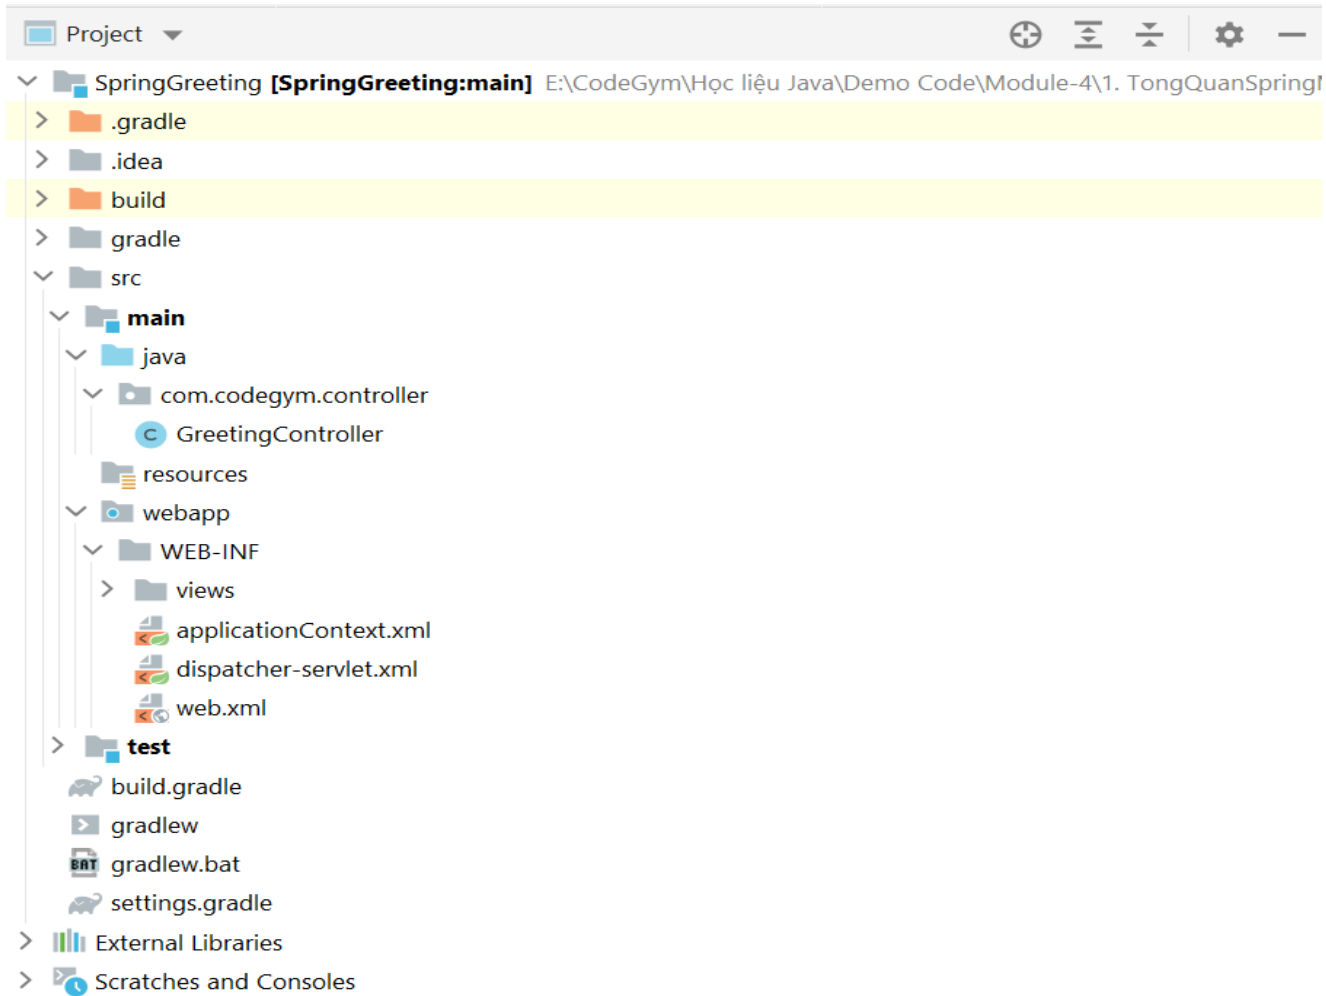 Project
SpringGreeting [SpringGreeting:main] E:\CodeGym\Học liệu Java\Demo Code\Module-4\1. TongQuanSpring
.gradle
.idea
build
gradle
src
main
java
com.codegym.controller
C GreetingController
resources
webapp
WEB-INF
views
applicationContext.xml
dispatcher-servlet.xml
web.xml
test
build.gradle
gradlew
BAT gradlew.bat
settings.gradle
External Libraries
Scratches and Consoles